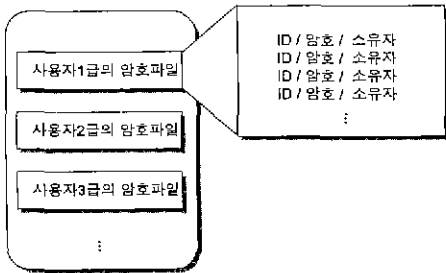 사용자1급의 암호파일
사용자2급의 암호파일
사용자3급의 암호파일
⋮
ID / 암호 / 소유자
ID / 암호 / 소유자
ID / 암호 / 소유자
ID / 암호 / 소유자
⋮